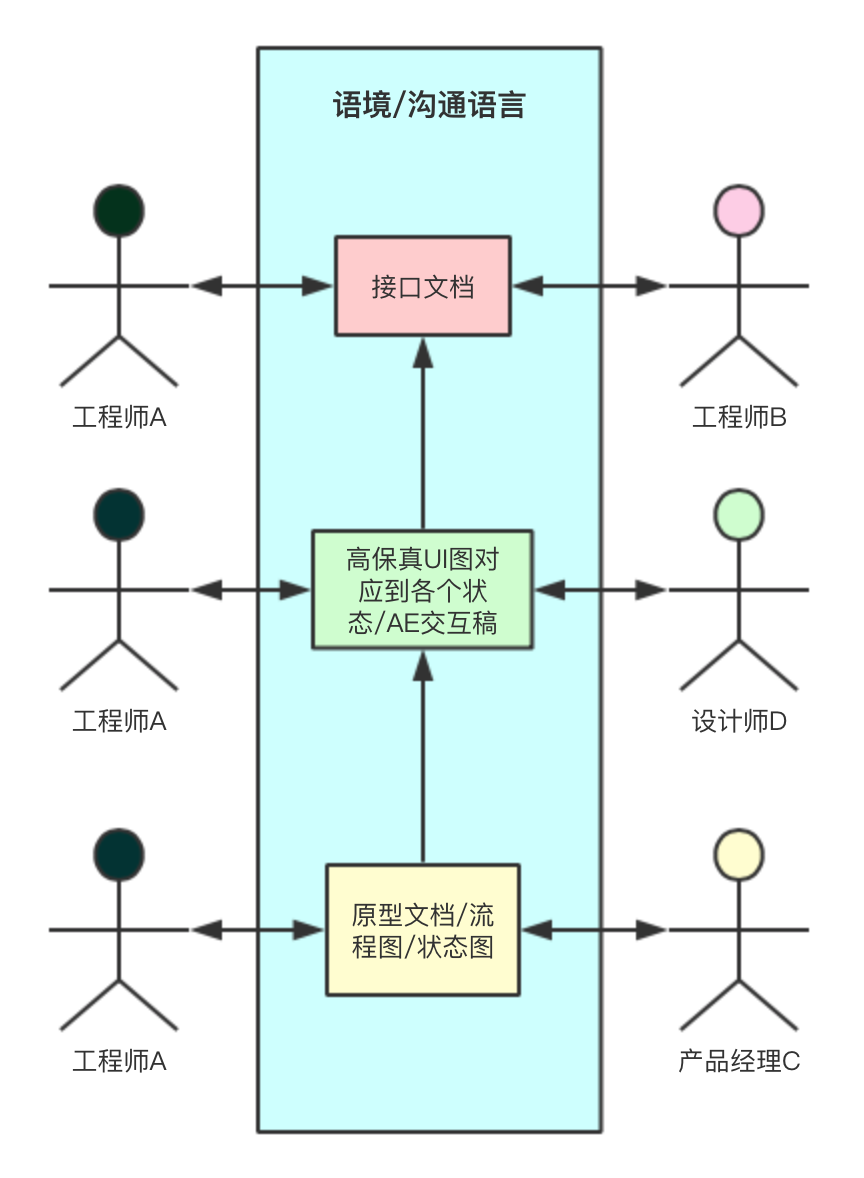 语境/沟通语言
接口文档
工程师A
工程师B
高保真UI图对
应到各个状
态/AE交互稿
工程师A
设计师D
原型文档/流
程图/状态图
工程师A
产品经理C